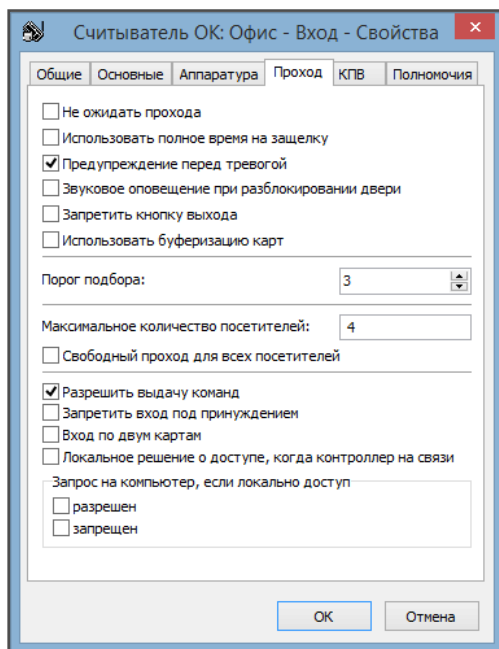 Считыватель ОК: Офис - Вход - Свойства
Общие Основные Аппаратура Проход КПВ Полномочия
Не ожидать прохода
Использовать полное время на защелку
Предупреждение перед тревогой
Звуковое оповещение при разблокировании двери
Запретить кнопку выхода
Использовать буферизацию карт
Порог подбора: 3
Максимальное количество посетителей: 4
Свободный проход для всех посетителей
Разрешить выдачу команд
Запретить вход под принуждением
Вход по двум картам
Локальное решение о доступе, когда контроллер на связи
Запрос на компьютер, если локально доступ
разрешен
запрещен
ОК Отмена